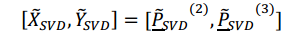 [X̃_SVD, Ỹ_SVD] = [P̲̃_SVD^(2), P̲̃_SVD^(3)]